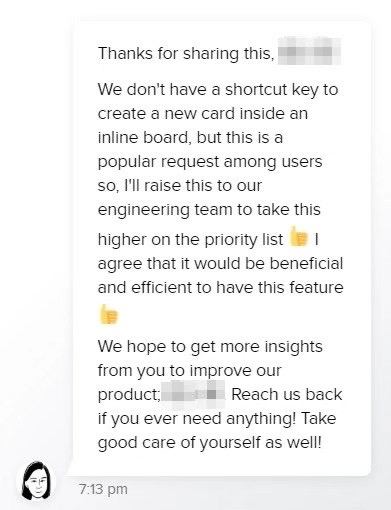 Thanks for sharing this,
We don't have a shortcut key to
create a new card inside an
inline board, but this is a
popular request among users
so, I'll raise this to our
engineering team to take this
higher on the priority list 👍 I
agree that it would be beneficial
and efficient to have this feature
👍
We hope to get more insights
from you to improve our
product; Reach us back
if you ever need anything! Take
good care of yourself as well!
7:13 pm